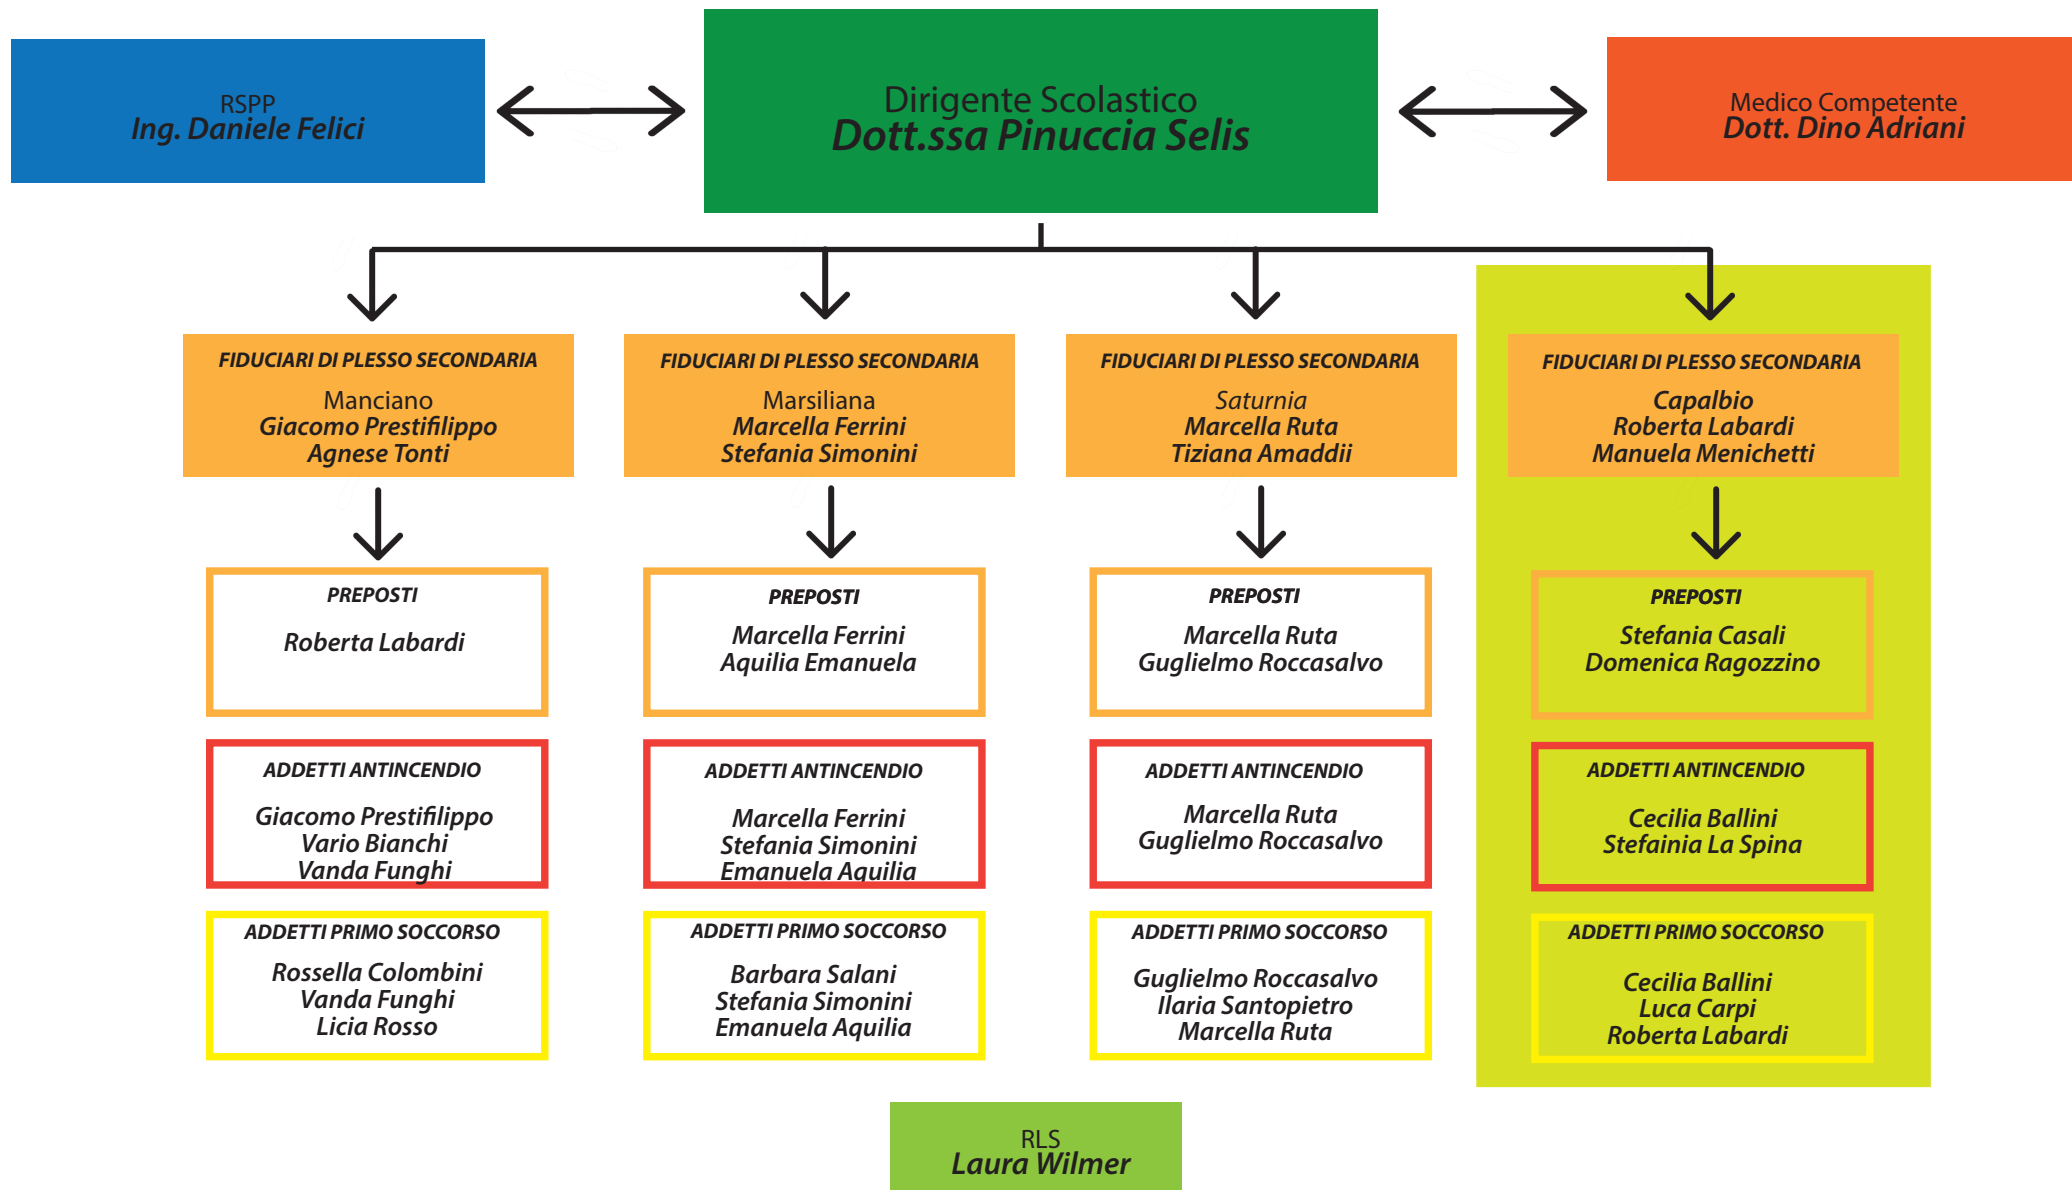 RSPP
Ing. Daniele Felici
Dirigente Scolastico
Dott.ssa Pinuccia Selis
Medico Competente
Dott. Dino Adriani
FIDUCIARI DI PLESSO SECONDARIA
Manciano
Giacomo Prestifilippo
Agnese Tonti
FIDUCIARI DI PLESSO SECONDARIA
Marsiliana
Marcella Ferrini
Stefania Simonini
FIDUCIARI DI PLESSO SECONDARIA
Saturnia
Marcella Ruta
Tiziana Amaddii
FIDUCIARI DI PLESSO SECONDARIA
Capalbio
Roberta Labardi
Manuela Menichetti
PREPOSTI
Roberta Labardi
PREPOSTI
Marcella Ferrini
Aquilia Emanuela
PREPOSTI
Marcella Ruta
Guglielmo Roccasalvo
PREPOSTI
Stefania Casali
Domenica Ragozzino
ADDETTI ANTINCENDIO
Giacomo Prestifilippo
Vario Bianchi
Vanda Funghi
ADDETTI ANTINCENDIO
Marcella Ferrini
Stefania Simonini
Emanuela Aquilia
ADDETTI ANTINCENDIO
Marcella Ruta
Guglielmo Roccasalvo
ADDETTI ANTINCENDIO
Cecilia Ballini
Stefainia La Spina
ADDETTI PRIMO SOCCORSO
Rossella Colombini
Vanda Funghi
Licia Rosso
ADDETTI PRIMO SOCCORSO
Barbara Salani
Stefania Simonini
Emanuela Aquilia
ADDETTI PRIMO SOCCORSO
Guglielmo Roccasalvo
Ilaria Santopietro
Marcella Ruta
ADDETTI PRIMO SOCCORSO
Cecilia Ballini
Luca Carpi
Roberta Labardi
RLS
Laura Wilmer